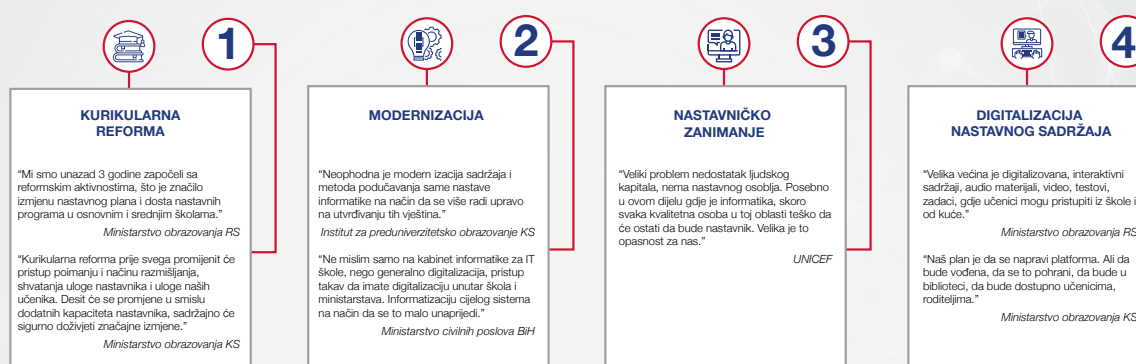 1
KURIKULARNA
REFORMA
“Mi smo unazad 3 godine započeli sa
reformskim aktivnostima, što je značilo
izmjenu nastavnog plana i dosta nastavnih
programa u osnovnim i srednjim školama.”
Ministarstvo obrazovanja RS
“Kurikularna reforma prije svega promijenit će
pristup poimanju i načinu razmišljanja,
shvatanja uloge nastavnika i uloge naših
učenika. Desit će se promjene u smislu
dodatnih kapaciteta nastavnika, sadržajno će
sigurno doživjeti značajne izmjene.”
Ministarstvo obrazovanja KS
2
MODERNIZACIJA
“Neophodna je modern izacija sadržaja i
metoda podučavanja same nastave
informatike na način da se više radi upravo
na utvrđivanju tih vještina.”
Institut za preduniverzitetsko obrazovanje KS
“Ne mislim samo na kabinet informatike za IT
škole, nego generalno digitalizacija, pristup
takav da imate digitalizaciju unutar škola i
ministarstava. Informatizaciju cijelog sistema
na način da se to malo unaprijedi.”
Ministarstvo civilnih poslova BiH
3
NASTAVNIČKO
ZANIMANJE
“Veliki problem nedostatak ljudskog
kapitala, nema nastavnog osoblja. Posebno
u ovom dijelu gdje je informatika, skoro
svaka kvalitetna osoba u toj oblasti teško da
će ostati da bude nastavnik. Velika je to
opasnost za nas.”
UNICEF
4
DIGITALIZACIJA
NASTAVNOG SADRŽAJA
“Velika većina je digitalizovana, interaktivni
sadržaji, audio materijali, video, testovi,
zadaci, gdje učenici mogu pristupiti iz škole i
od kuće.”
Ministarstvo obrazovanja RS
“Naš plan je da se napravi platforma. Ali da
bude vođena, da se to pohrani, da bude u
biblioteci, da bude dostupno učenicima,
roditeljima.”
Ministarstvo obrazovanja KS